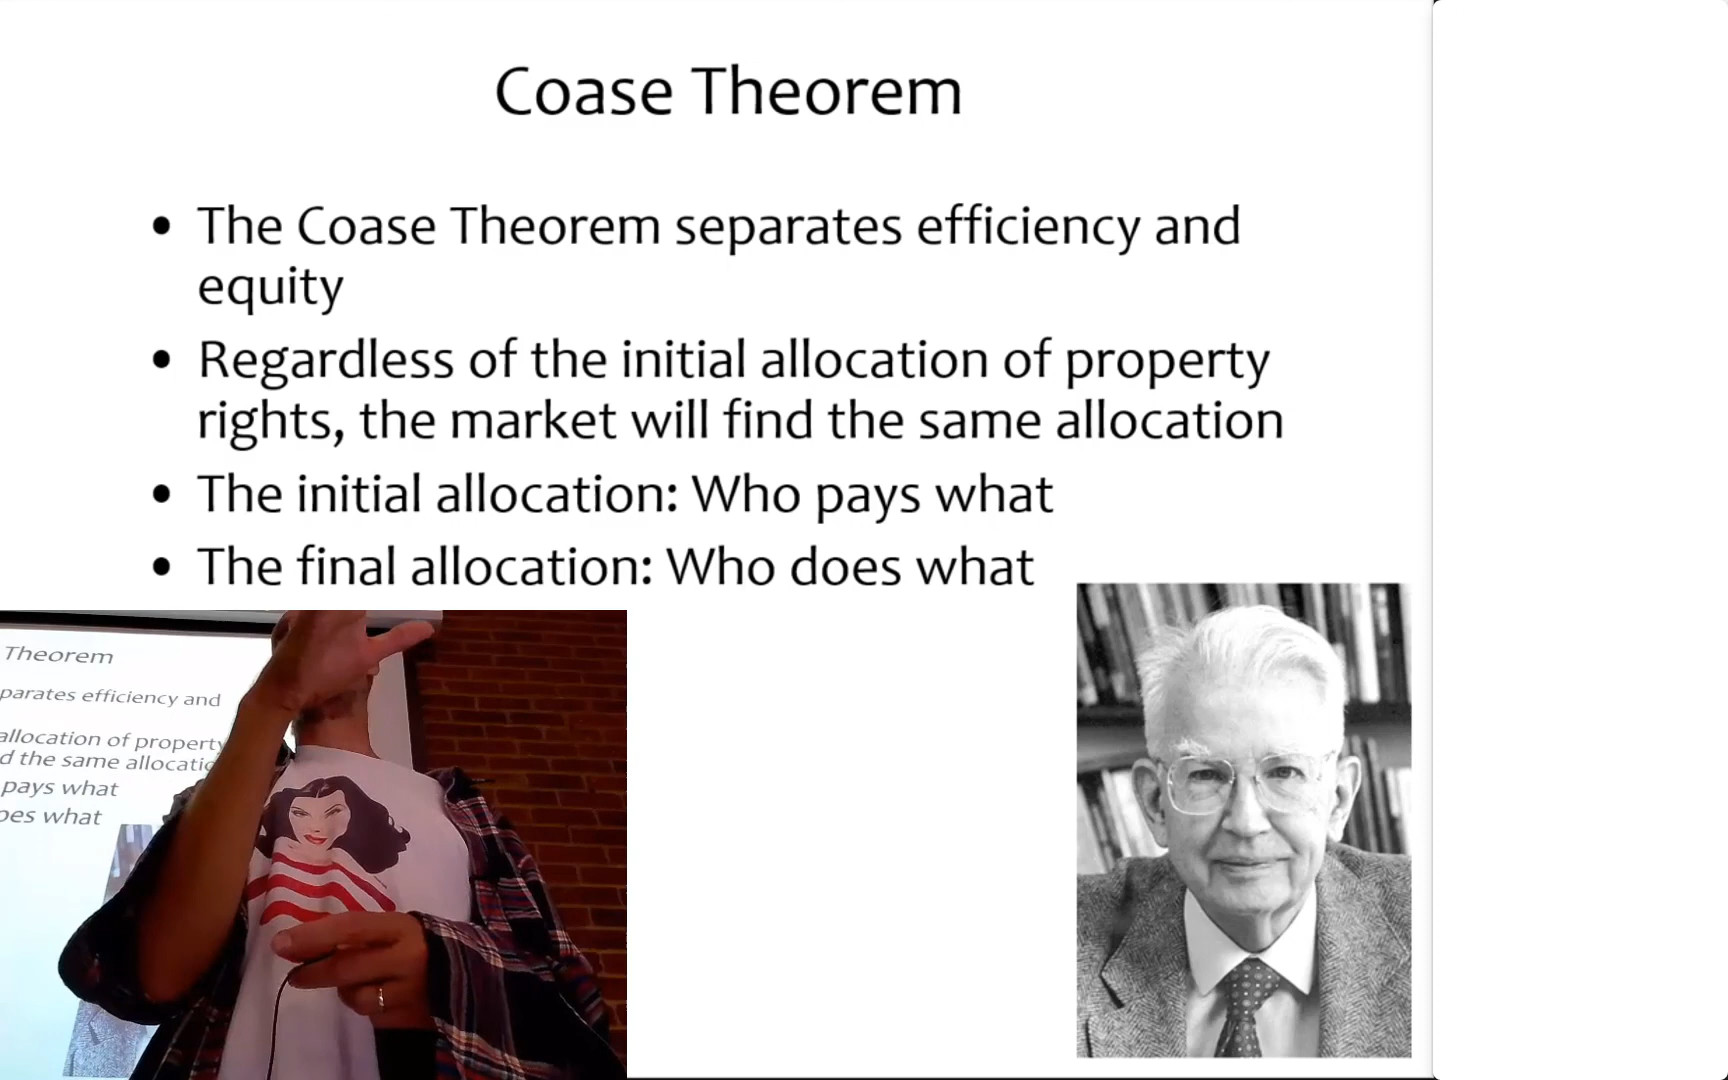 Coase Theorem
• The Coase Theorem separates efficiency and
equity
• Regardless of the initial allocation of property
rights, the market will find the same allocation
• The initial allocation: Who pays what
• The final allocation: Who does what
Theorem
parates efficiency and
allocation of property
d the same allocatio
pays what
oes what